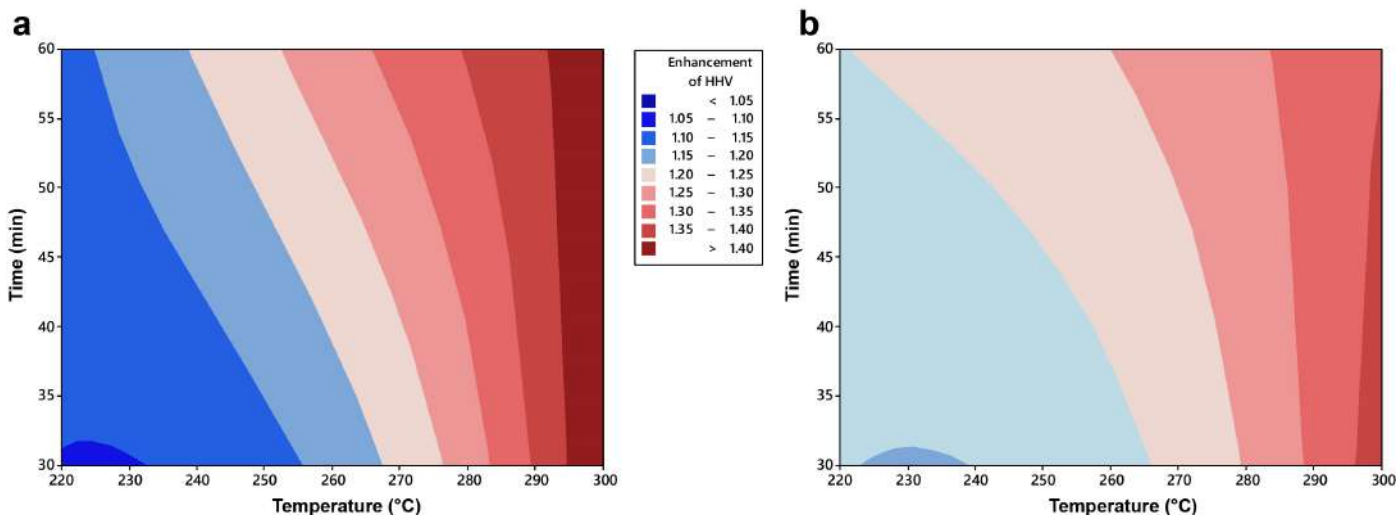 a
60
55
50
45
40
35
30
Time (min)
220 230 240 250 260 270 280 290 300
Temperature (°C)
Enhancement
of HHV
< 1.05
1.05 – 1.10
1.10 – 1.15
1.15 – 1.20
1.20 – 1.25
1.25 – 1.30
1.30 – 1.35
1.35 – 1.40
> 1.40
b
60
55
50
45
40
35
30
Time (min)
220 230 240 250 260 270 280 290 300
Temperature (°C)